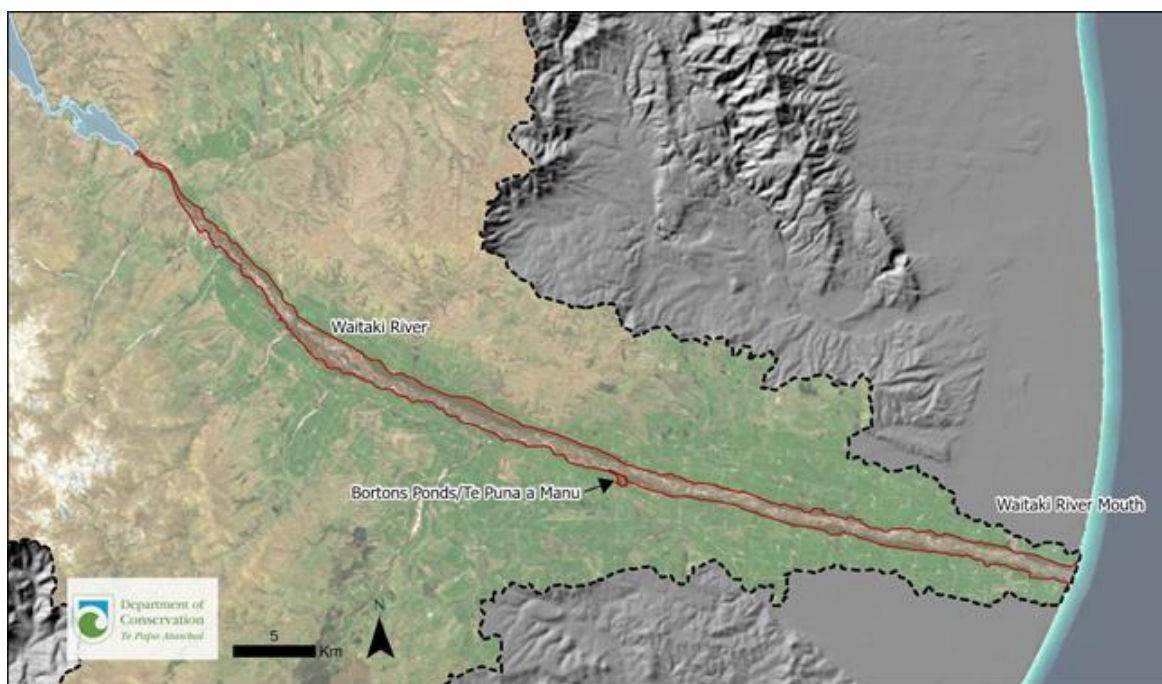 Waitaki River
Bortons Ponds/Te Puna a Manu
Waitaki River Mouth
Department of
Conservation
Te Papa Atawhai
N
5
Km